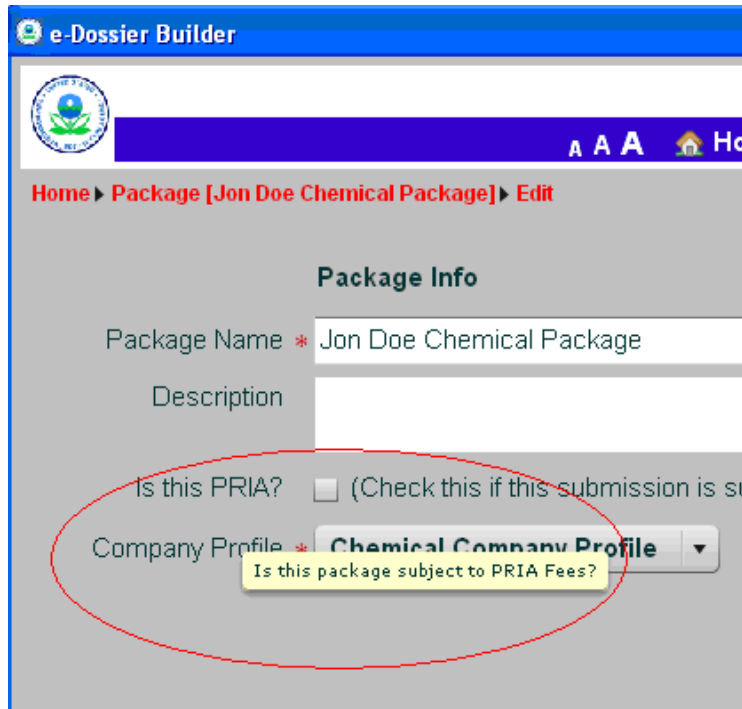 e-Dossier Builder
A A A Ho
Home Package [Jon Doe Chemical Package] Edit
Package Info
Package Name * Jon Doe Chemical Package
Description
Is this PRIA? (Check this if this submission is su
Company Profile * Chemical Company Profile
Is this package subject to PRIA Fees?